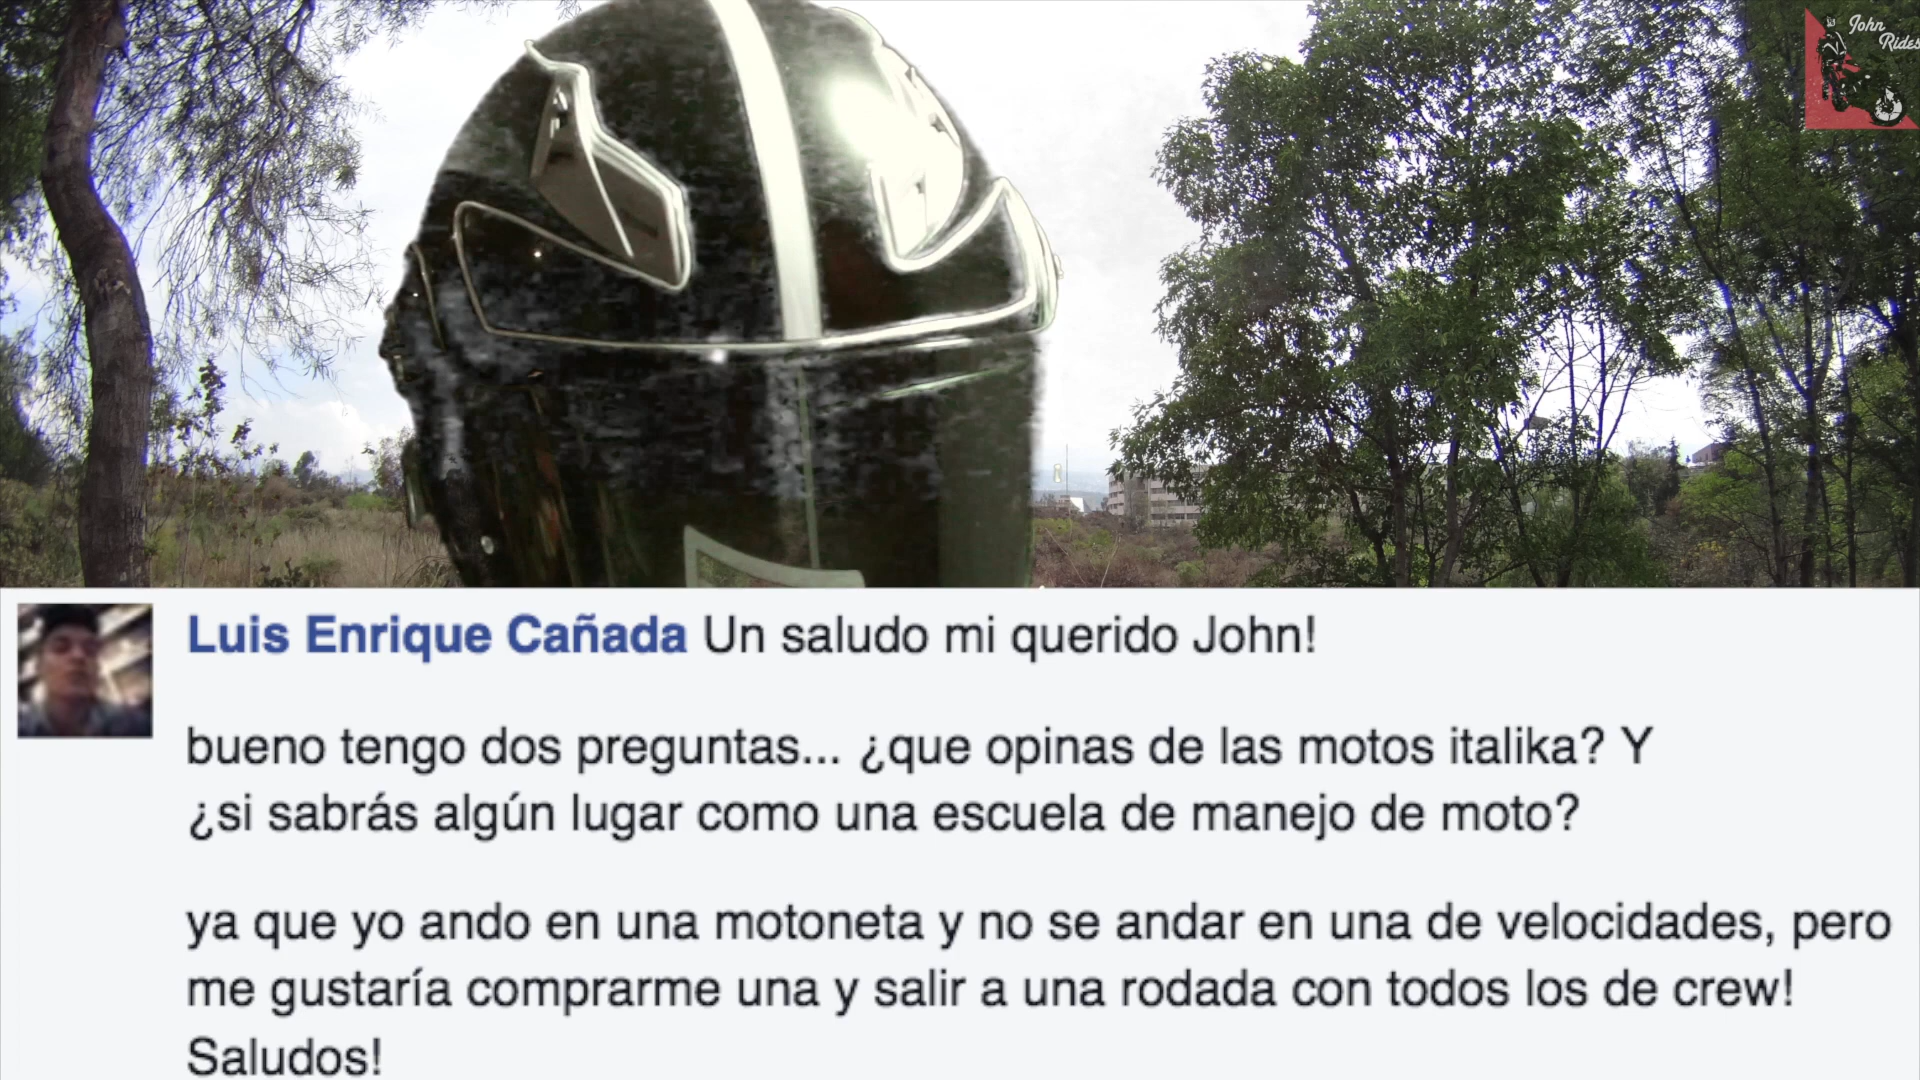 John
Rides
Luis Enrique Cañada Un saludo mi querido John!
bueno tengo dos preguntas... ¿que opinas de las motos italika? Y
¿si sabrás algún lugar como una escuela de manejo de moto?
ya que yo ando en una motoneta y no se andar en una de velocidades, pero
me gustaría comprarme una y salir a una rodada con todos los de crew!
Saludos!